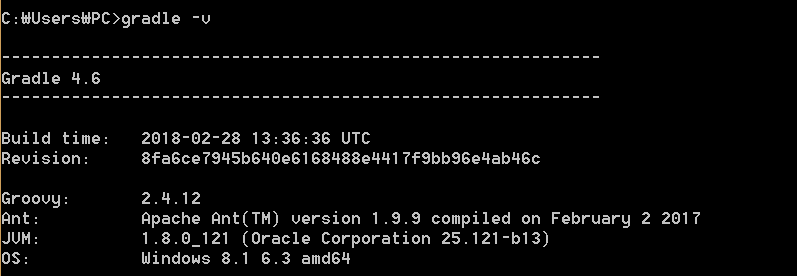 C:₩Users₩PC>gradle -v
------------------------------------------------------------
Gradle 4.6
------------------------------------------------------------
Build time:   2018-02-28 13:36:36 UTC
Revision:     8fa6ce7945b640e6168488e4417f9bb96e4ab46c
Groovy:       2.4.12
Ant:          Apache Ant(TM) version 1.9.9 compiled on February 2 2017
JVM:          1.8.0_121 (Oracle Corporation 25.121-b13)
OS:           Windows 8.1 6.3 amd64